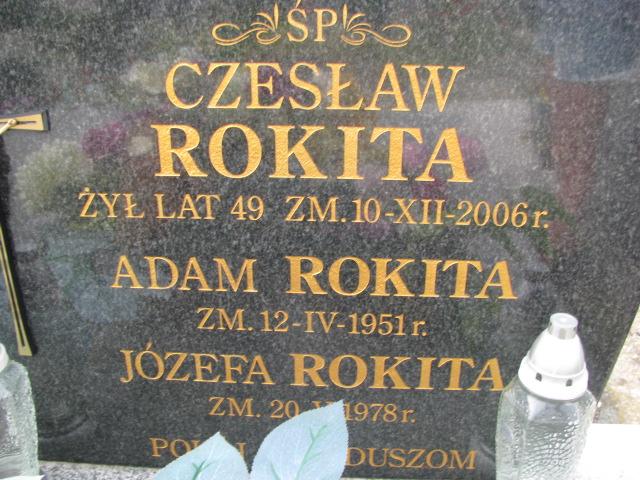 ŚP
CZESŁAW
ROKITA
ŻYŁ LAT 49 ZM. 10-XII-2006 r.
ADAM ROKITA
ZM. 12-IV-1951 r.
JÓZEFA ROKITA
ZM. 20 1978 r.
DUSZOM